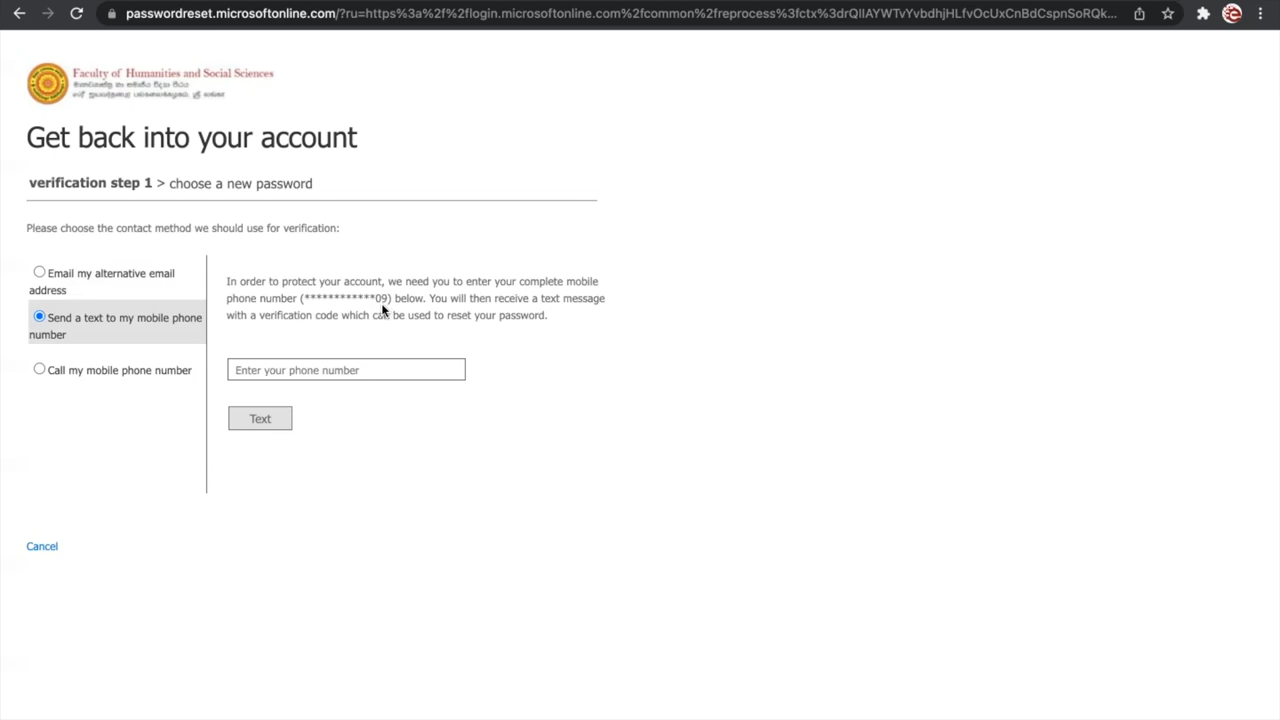 passwordreset.microsoftonline.com/?ru=https%3a%2f%2flogin.microsoftonline.com%2fcommon%2freprocess%3fctx%3drQIIAYWTvYvbdhjHLfvOcUxCnBdCspnSoRQk...
Faculty of Humanities and Social Sciences
Get back into your account
verification step 1 > choose a new password
Please choose the contact method we should use for verification:
Email my alternative email
address
Send a text to my mobile phone
number
Call my mobile phone number
In order to protect your account, we need you to enter your complete mobile
phone number (************09) below. You will then receive a text message
with a verification code which can be used to reset your password.
Enter your phone number
Text
Cancel